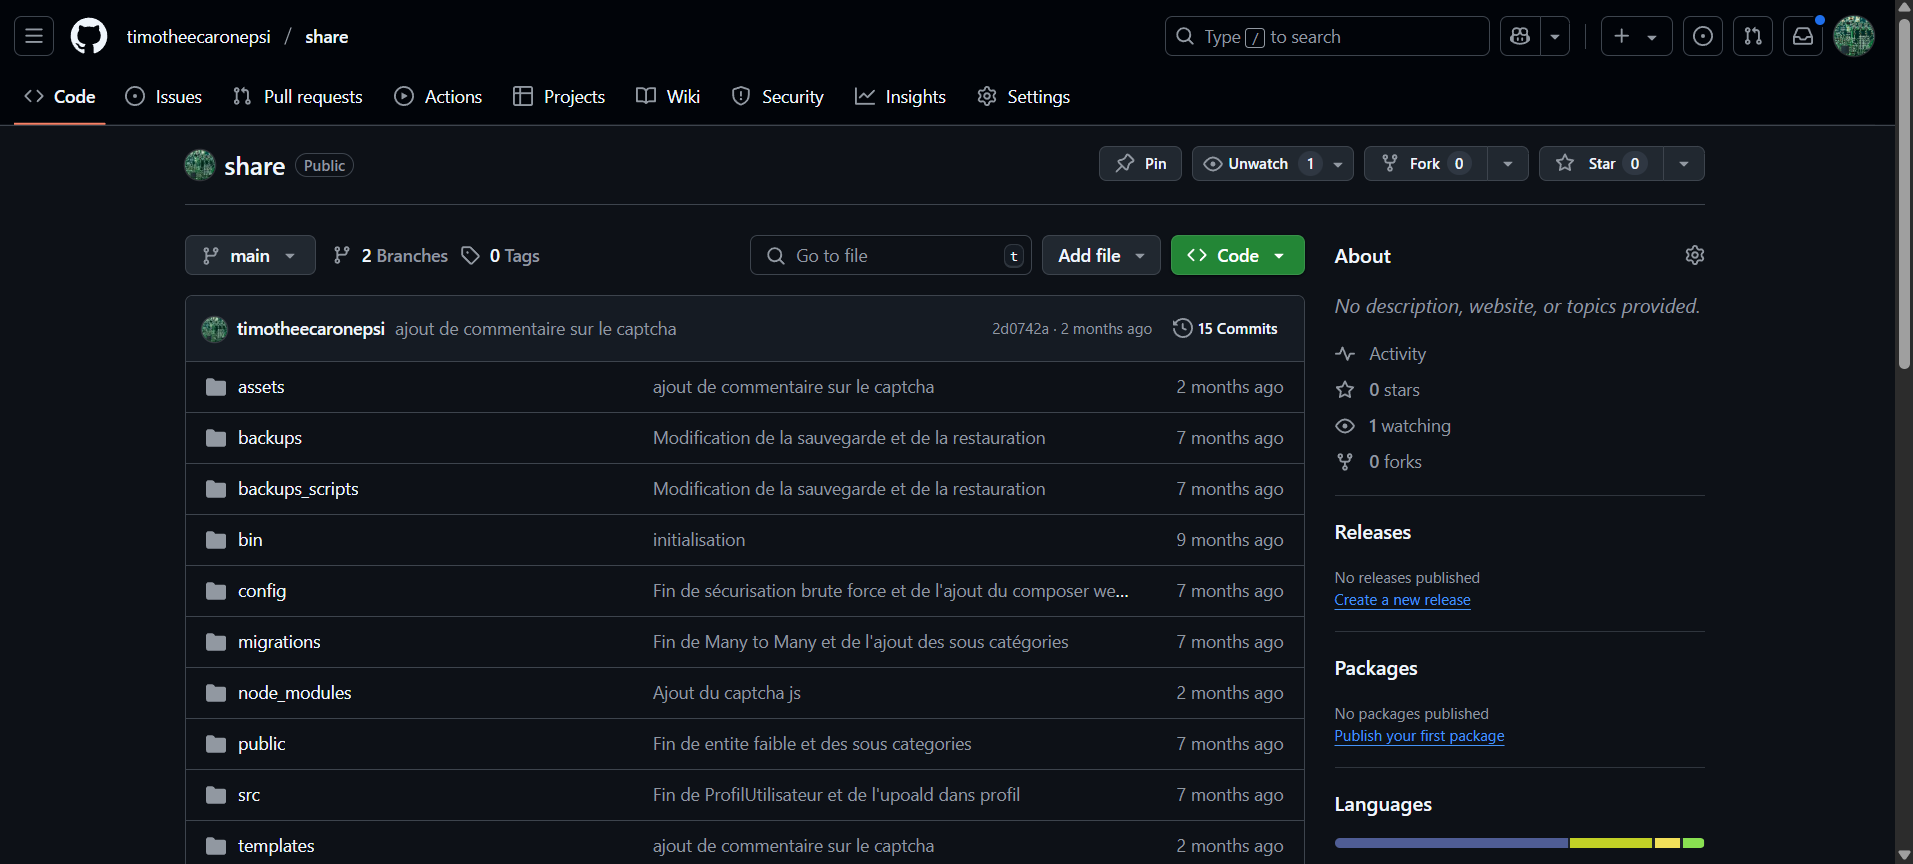 timotheecaronepsi / share
Type / to search
Code
Issues
Pull requests
Actions
Projects
Wiki
Security
Insights
Settings
share Public
Pin
Unwatch 1
Fork 0
Star 0
main
2 Branches
0 Tags
Go to file t
Add file
Code
timotheecaronepsi ajout de commentaire sur le captcha 2d0742a · 2 months ago 15 Commits
assets ajout de commentaire sur le captcha 2 months ago
backups Modification de la sauvegarde et de la restauration 7 months ago
backups_scripts Modification de la sauvegarde et de la restauration 7 months ago
bin initialisation 9 months ago
config Fin de sécurisation brute force et de l'ajout du composer we... 7 months ago
migrations Fin de Many to Many et de l'ajout des sous catégories 7 months ago
node_modules Ajout du captcha js 2 months ago
public Fin de entite faible et des sous categories 7 months ago
src Fin de ProfilUtilisateur et de l'upoald dans profil 7 months ago
templates ajout de commentaire sur le captcha 2 months ago
About
No description, website, or topics provided.
Activity
0 stars
1 watching
0 forks
Releases
No releases published
Create a new release
Packages
No packages published
Publish your first package
Languages